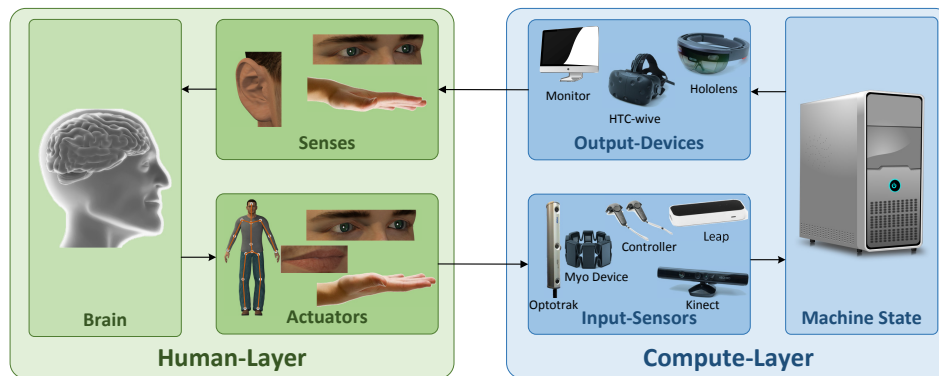 Monitor
HTC-wive
Hololens
Senses
Output-Devices
Controller
Leap
Myo Device
Optotrak
Kinect
Brain
Actuators
Input-Sensors
Machine State
Human-Layer
Compute-Layer